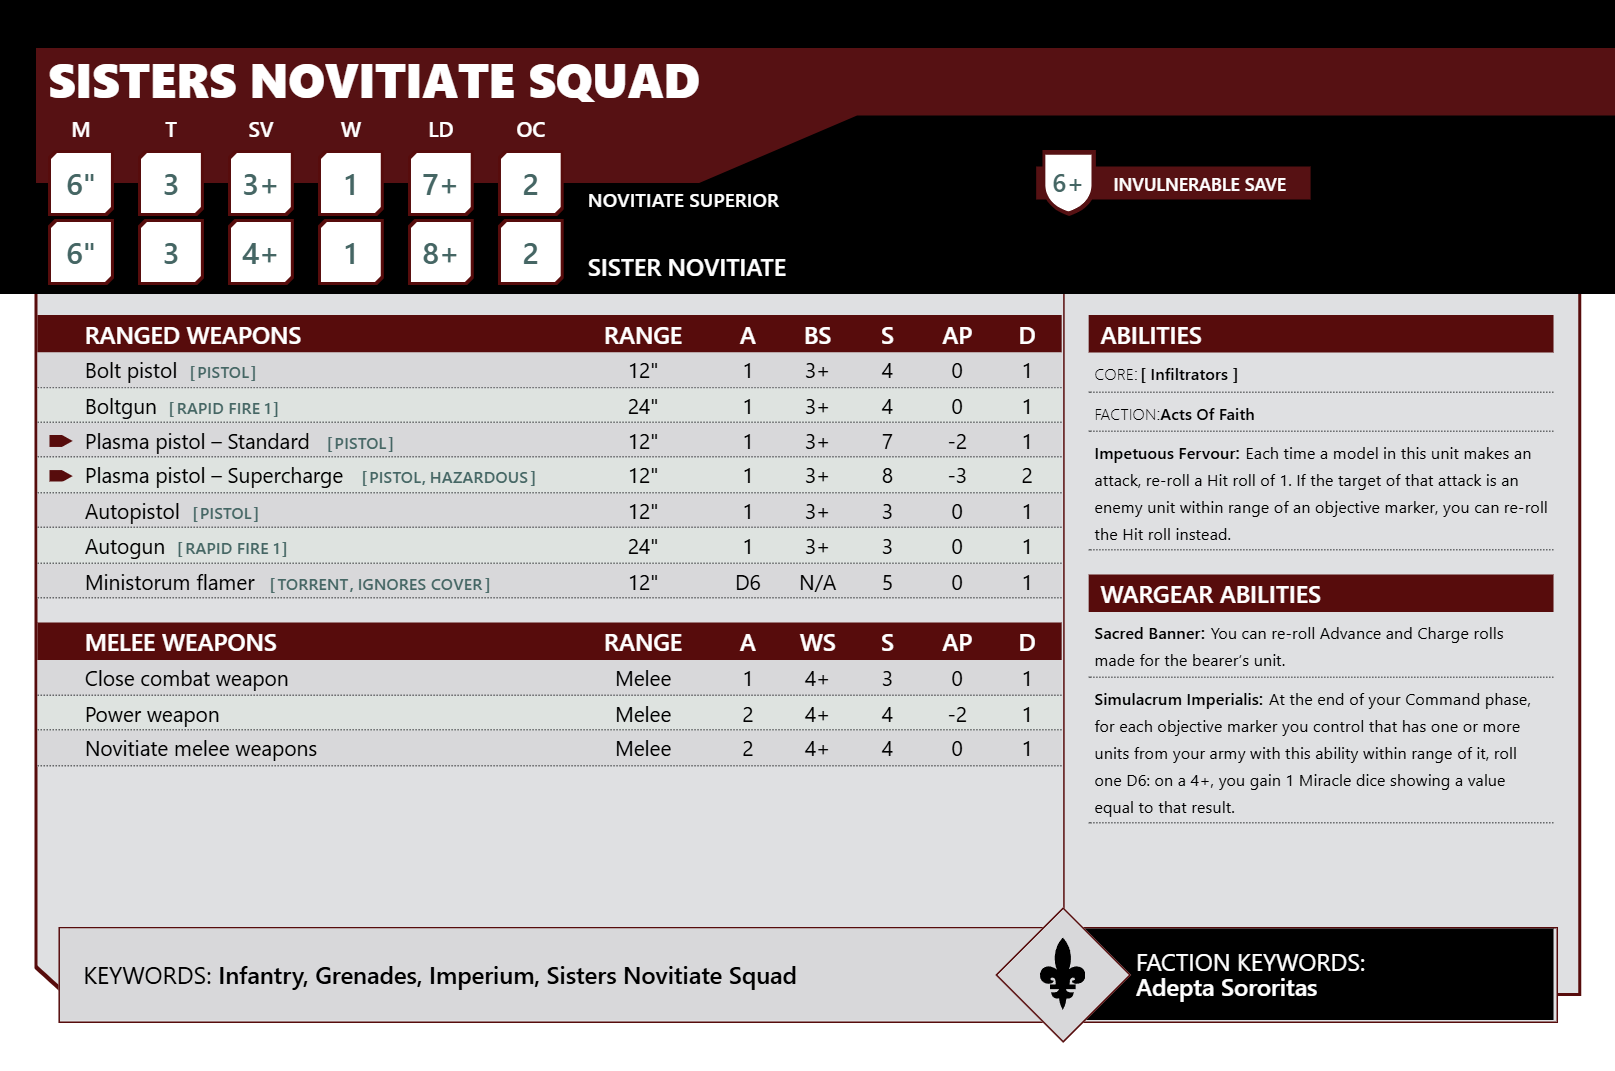 SISTERS NOVITIATE SQUAD
M T SV W LD OC
6" 3 3+ 1 7+ 2 NOVITIATE SUPERIOR
6+ INVULNERABLE SAVE
6" 3 4+ 1 8+ 2 SISTER NOVITIATE
RANGED WEAPONS RANGE A BS S AP D
Bolt pistol [PISTOL] 12" 1 3+ 4 0 1
Boltgun [RAPID FIRE 1] 24" 1 3+ 4 0 1
Plasma pistol – Standard [PISTOL] 12" 1 3+ 7 -2 1
Plasma pistol – Supercharge [PISTOL, HAZARDOUS] 12" 1 3+ 8 -3 2
Autopistol [PISTOL] 12" 1 3+ 3 0 1
Autogun [RAPID FIRE 1] 24" 1 3+ 3 0 1
Ministorum flamer [TORRENT, IGNORES COVER] 12" D6 N/A 5 0 1
MELEE WEAPONS RANGE A WS S AP D
Close combat weapon Melee 1 4+ 3 0 1
Power weapon Melee 2 4+ 4 -2 1
Novitiate melee weapons Melee 2 4+ 4 0 1
ABILITIES
CORE: [ Infiltrators ]
FACTION:Acts Of Faith
Impetuous Fervour: Each time a model in this unit makes an
attack, re-roll a Hit roll of 1. If the target of that attack is an
enemy unit within range of an objective marker, you can re-roll
the Hit roll instead.
WARGEAR ABILITIES
Sacred Banner: You can re-roll Advance and Charge rolls
made for the bearer’s unit.
Simulacrum Imperialis: At the end of your Command phase,
for each objective marker you control that has one or more
units from your army with this ability within range of it, roll
one D6: on a 4+, you gain 1 Miracle dice showing a value
equal to that result.
KEYWORDS: Infantry, Grenades, Imperium, Sisters Novitiate Squad
FACTION KEYWORDS:
Adepta Sororitas